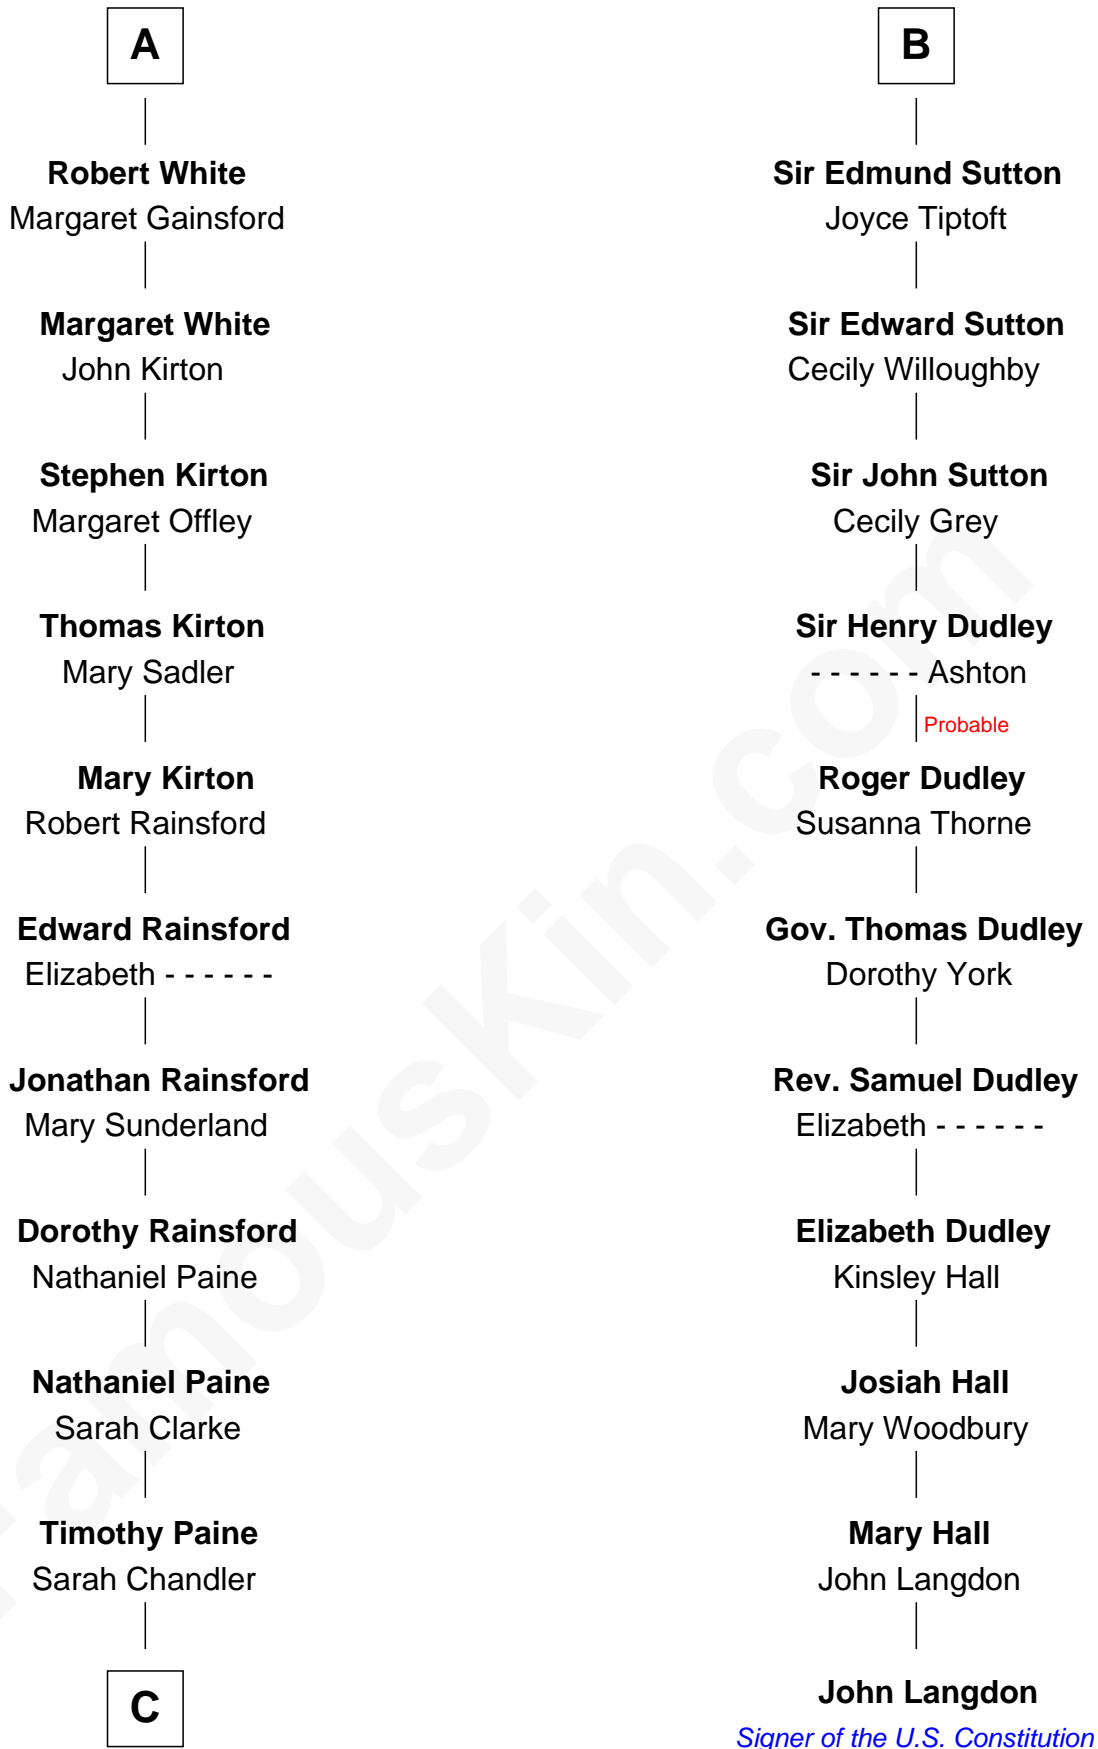 A
Robert White
Margaret Gainsford
Margaret White
John Kirton
Stephen Kirton
Margaret Offley
Thomas Kirton
Mary Sadler
Mary Kirton
Robert Rainsford
Edward Rainsford
Elizabeth - - - - - -
Jonathan Rainsford
Mary Sunderland
Dorothy Rainsford
Nathaniel Paine
Nathaniel Paine
Sarah Clarke
Timothy Paine
Sarah Chandler
C
B
Sir Edmund Sutton
Joyce Tiptoft
Sir Edward Sutton
Cecily Willoughby
Sir John Sutton
Cecily Grey
Sir Henry Dudley
- - - - - - Ashton
Probable
Roger Dudley
Susanna Thorne
Gov. Thomas Dudley
Dorothy York
Rev. Samuel Dudley
Elizabeth - - - - - -
Elizabeth Dudley
Kinsley Hall
Josiah Hall
Mary Woodbury
Mary Hall
John Langdon
John Langdon
Signer of the U.S. Constitution
FamousKin.com